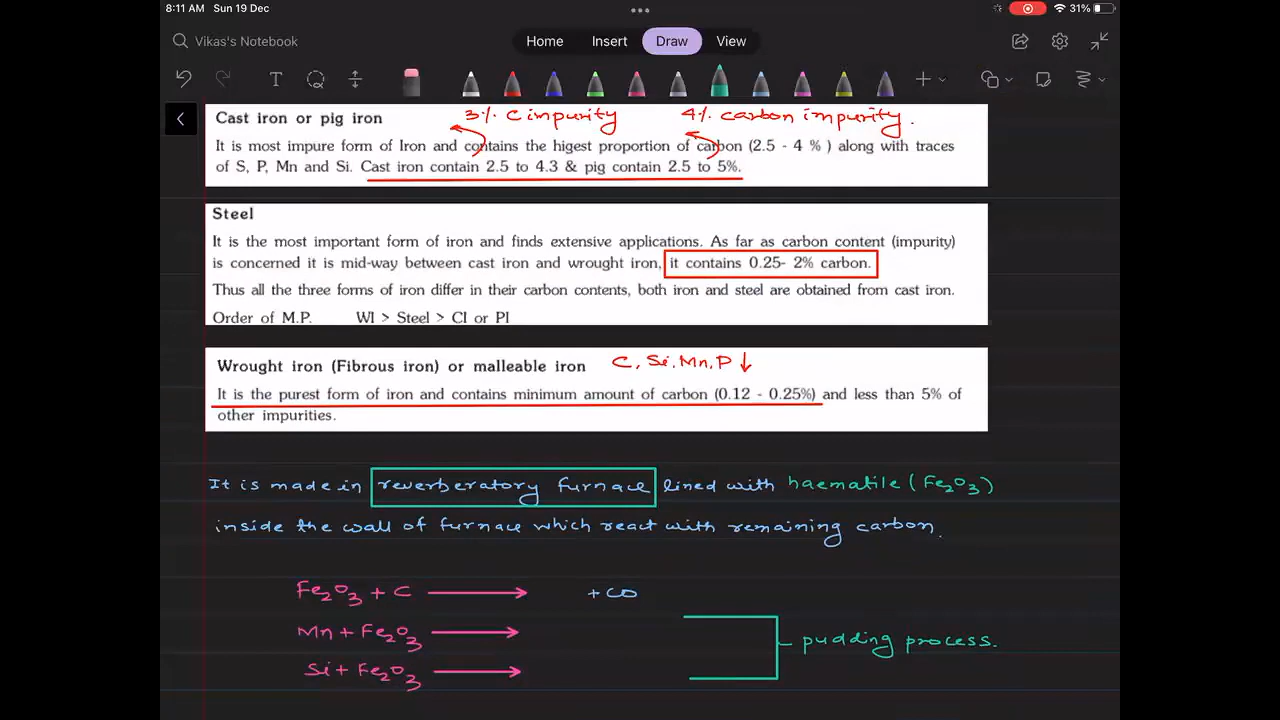 8:11 AM Sun 19 Dec
31%
Vikas's Notebook
Home Insert Draw View
Cast iron or pig iron 3% C impurity 4% carbon impurity.
It is most impure form of Iron and contains the higest proportion of carbon (2.5 - 4 % ) along with traces
of S, P, Mn and Si. Cast iron contain 2.5 to 4.3 & pig contain 2.5 to 5%.
Steel
It is the most important form of iron and finds extensive applications. As far as carbon content (impurity)
is concerned it is mid-way between cast iron and wrought iron, it contains 0.25- 2% carbon.
Thus all the three forms of iron differ in their carbon contents, both iron and steel are obtained from cast iron.
Order of M.P. WI > Steel > CI or PI
Wrought iron (Fibrous iron) or malleable iron C, Si, Mn, P ↓
It is the purest form of iron and contains minimum amount of carbon (0.12 - 0.25%) and less than 5% of
other impurities.
It is made in reverberatory furnace lined with haematile (Fe₂O₃)
inside the wall of furnace which react with remaining carbon.
Fe₂O₃ + C ⟶ + CO
Mn + Fe₂O₃ ⟶
pudding process.
Si + Fe₂O₃ ⟶